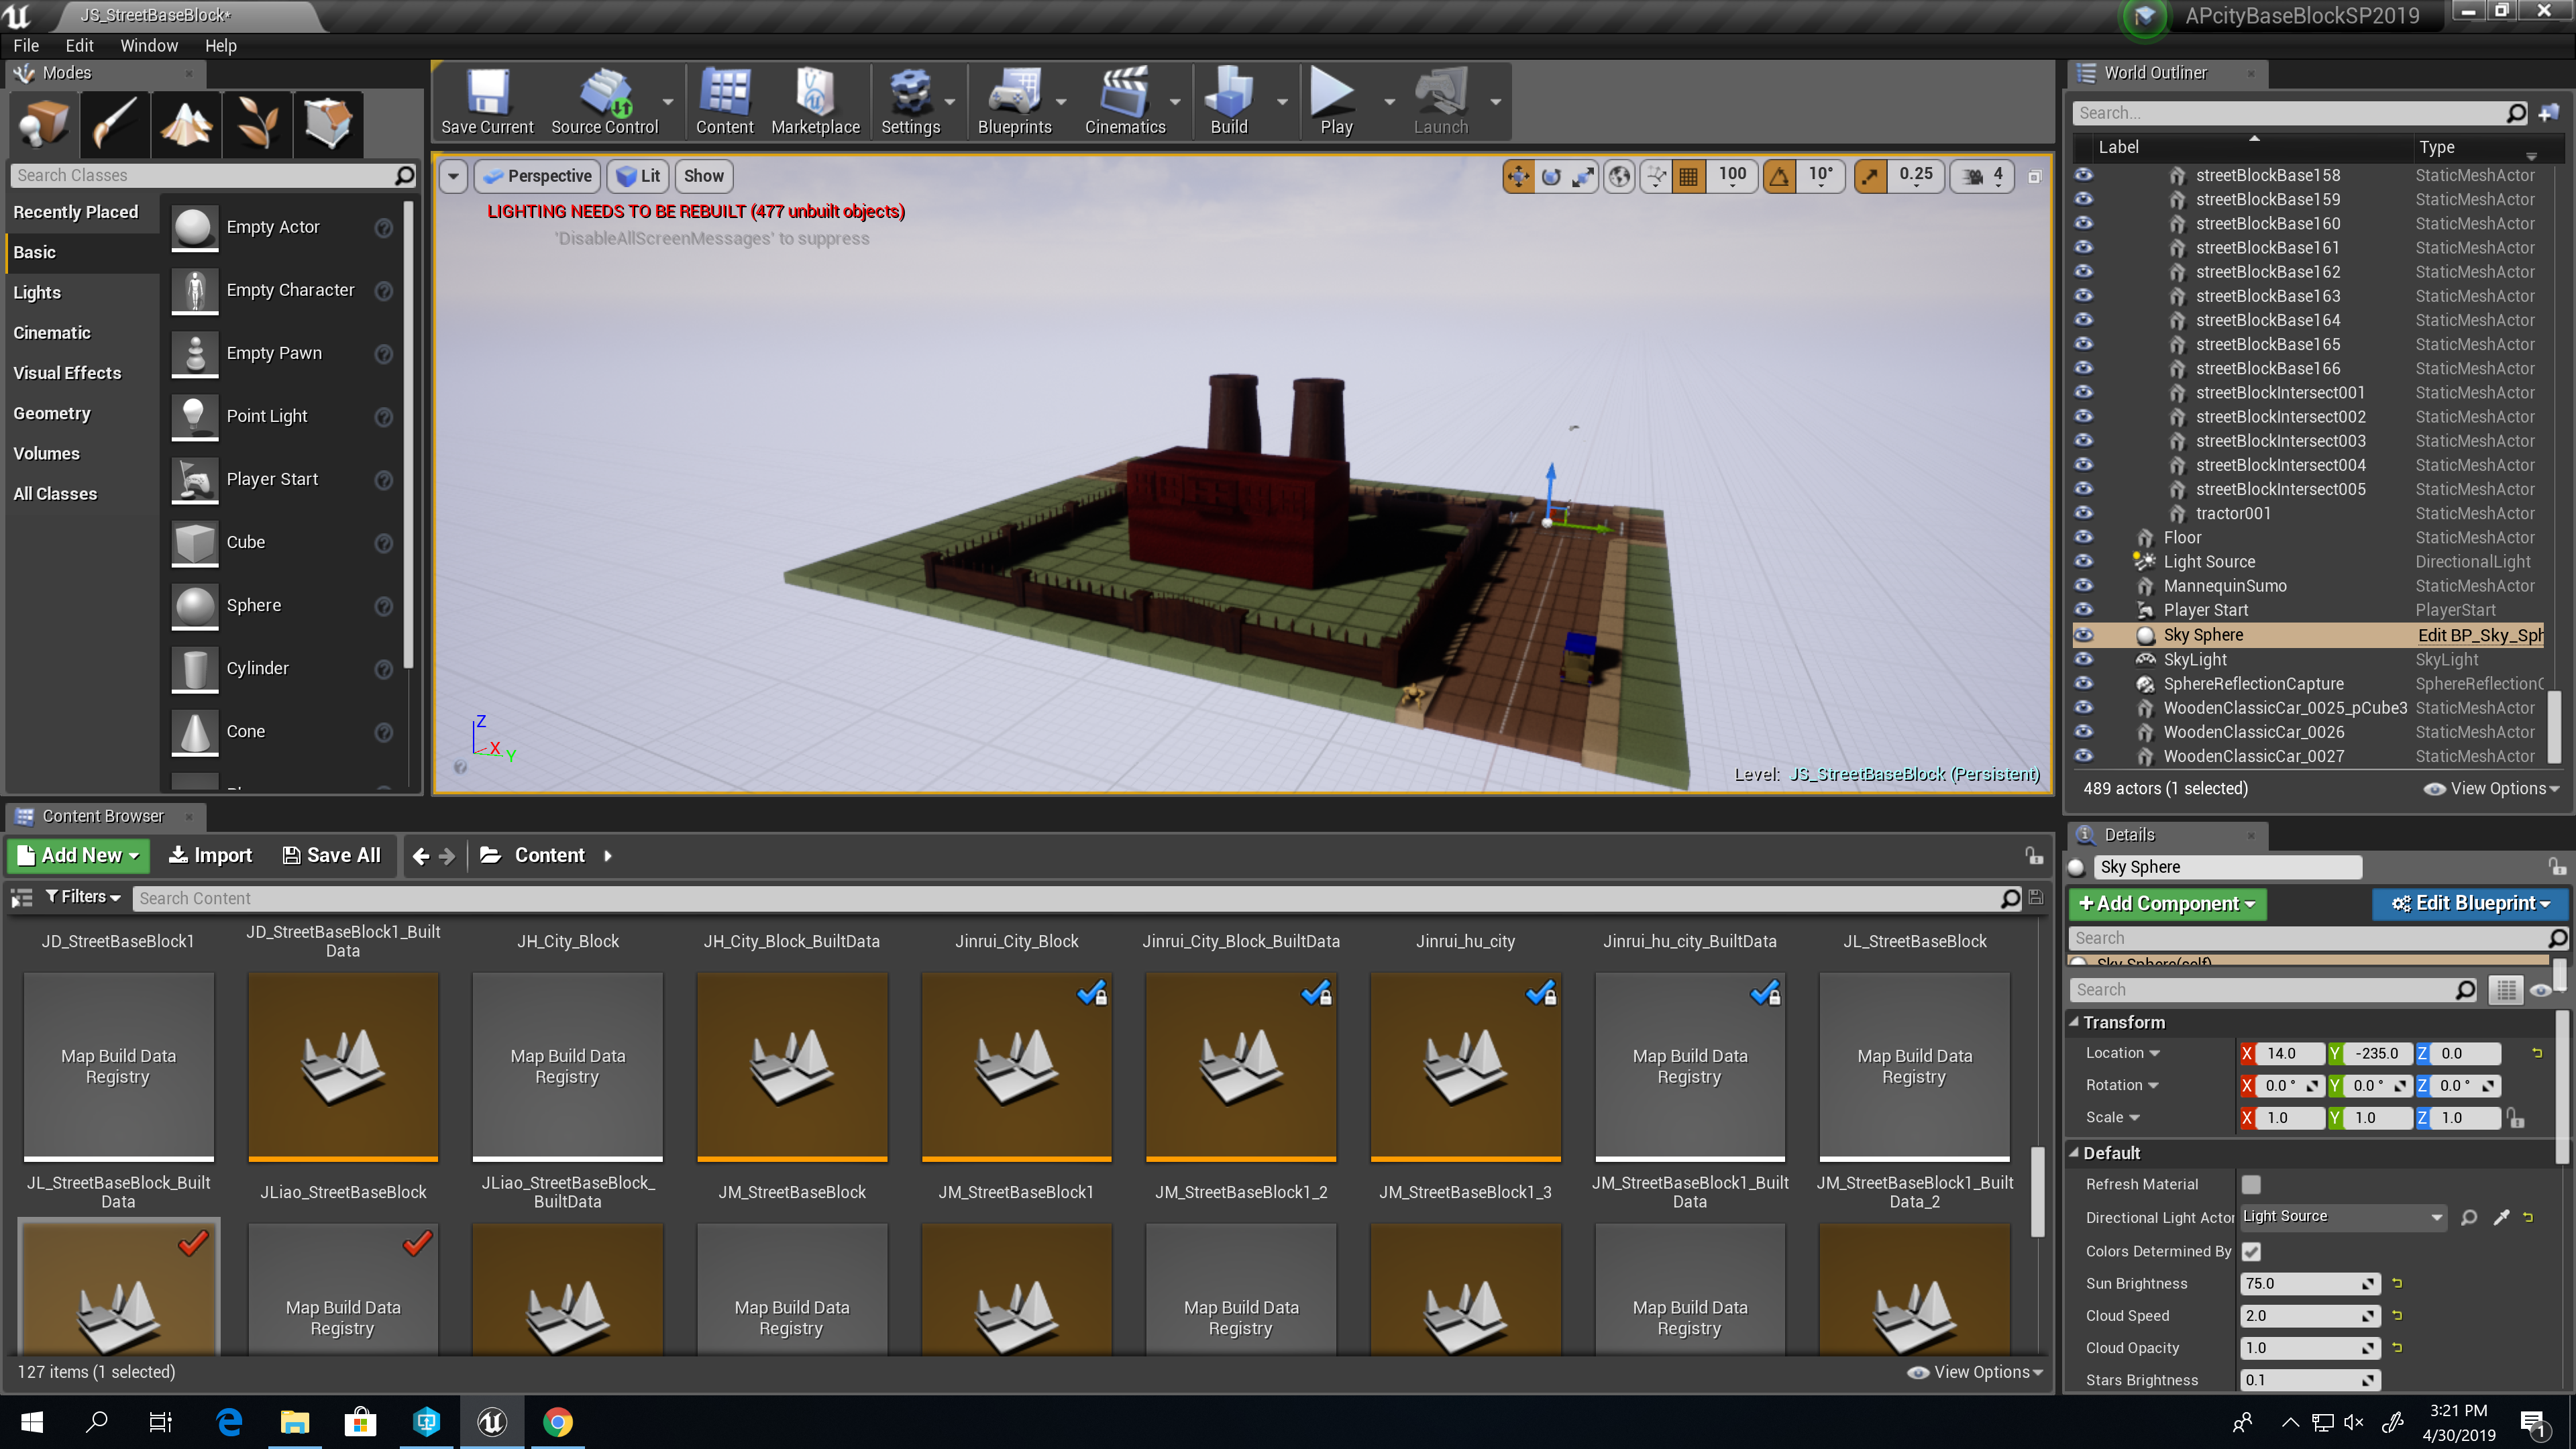 JS_StreetBaseBlock*
APcityBaseBlockSP2019
File Edit Window Help
Modes
Search Classes
Recently Placed
Basic
Lights
Cinematic
Visual Effects
Geometry
Volumes
All Classes
Empty Actor
Empty Character
Empty Pawn
Point Light
Player Start
Cube
Sphere
Cylinder
Cone
Save Current
Source Control
Content
Marketplace
Settings
Blueprints
Cinematics
Build
Play
Launch
Perspective
Lit
Show
100
10°
0.25
4
LIGHTING NEEDS TO BE REBUILT (477 unbuilt objects)
'DisableAllScreenMessages' to suppress
Z
X
Y
Level: JS_StreetBaseBlock (Persistent)
World Outliner
Search...
Label Type
streetBlockBase158 StaticMeshActor
streetBlockBase159 StaticMeshActor
streetBlockBase160 StaticMeshActor
streetBlockBase161 StaticMeshActor
streetBlockBase162 StaticMeshActor
streetBlockBase163 StaticMeshActor
streetBlockBase164 StaticMeshActor
streetBlockBase165 StaticMeshActor
streetBlockBase166 StaticMeshActor
streetBlockIntersect001 StaticMeshActor
streetBlockIntersect002 StaticMeshActor
streetBlockIntersect003 StaticMeshActor
streetBlockIntersect004 StaticMeshActor
streetBlockIntersect005 StaticMeshActor
tractor001 StaticMeshActor
Floor StaticMeshActor
Light Source DirectionalLight
MannequinSumo StaticMeshActor
Player Start PlayerStart
Sky Sphere Edit BP_Sky_Sph
SkyLight SkyLight
SphereReflectionCapture SphereReflectionC
WoodenClassicCar_0025_pCube3 StaticMeshActor
WoodenClassicCar_0026 StaticMeshActor
WoodenClassicCar_0027 StaticMeshActor
489 actors (1 selected)
View Options
Content Browser
Add New Import Save All Content
Filters
Search Content
JD_StreetBaseBlock1
JD_StreetBaseBlock1_Built
Data
JH_City_Block
JH_City_Block_BuiltData
Jinrui_City_Block
Jinrui_City_Block_BuiltData
Jinrui_hu_city
Jinrui_hu_city_BuiltData
JL_StreetBaseBlock
Map Build Data
Registry
Map Build Data
Registry
Map Build Data
Registry
Map Build Data
Registry
JL_StreetBaseBlock_Built
Data
JLiao_StreetBaseBlock
JLiao_StreetBaseBlock_
BuiltData
JM_StreetBaseBlock
JM_StreetBaseBlock1
JM_StreetBaseBlock1_2
JM_StreetBaseBlock1_3
JM_StreetBaseBlock1_Built
Data
JM_StreetBaseBlock1_Built
Data_2
Map Build Data
Registry
Map Build Data
Registry
Map Build Data
Registry
Map Build Data
Registry
127 items (1 selected)
View Options
Details
Sky Sphere
+Add Component
Edit Blueprint
Search
Sky Sphere(self)
Search
Transform
Location X 14.0 Y -235.0 Z 0.0
Rotation X 0.0 ° Y 0.0 ° Z 0.0 °
Scale X 1.0 Y 1.0 Z 1.0
Default
Refresh Material
Directional Light Actor Light Source
Colors Determined By
Sun Brightness 75.0
Cloud Speed 2.0
Cloud Opacity 1.0
Stars Brightness 0.1
3:21 PM
4/30/2019
1